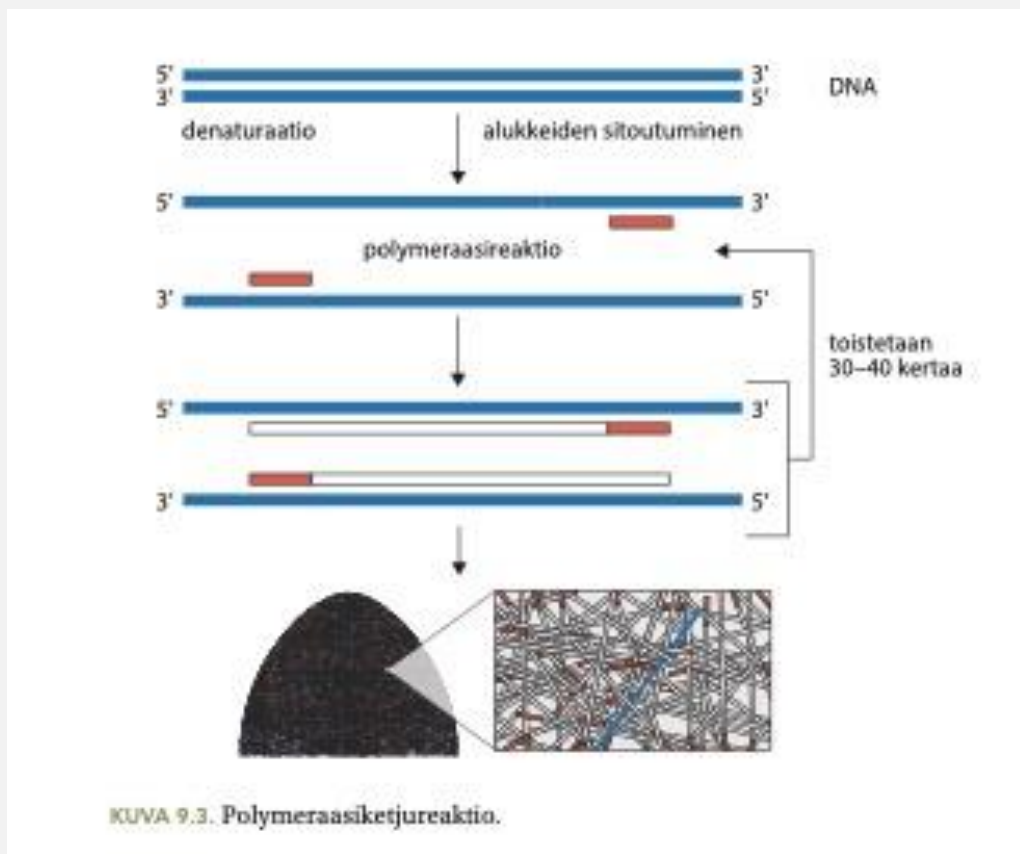 5' 3' DNA
3' 5'
denaturaatio alukkeiden sitoutuminen
5' 3'
polymeraasireaktio
3' 5'
toistetaan
30–40 kertaa
5' 3'
3' 5'
KUVA 9.3. Polymeraasiketjureaktio.